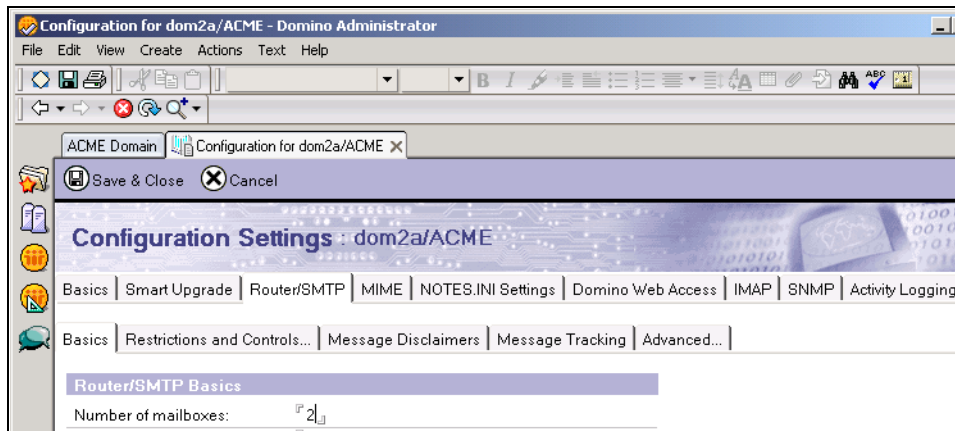 Configuration for dom2a/ACME - Domino Administrator
File Edit View Create Actions Text Help
B I A ABC 1
ACME Domain Configuration for dom2a/ACME
Save & Close Cancel
Configuration Settings : dom2a/ACME
Basics Smart Upgrade Router/SMTP MIME NOTES.INI Settings Domino Web Access IMAP SNMP Activity Logging
Basics Restrictions and Controls... Message Disclaimers Message Tracking Advanced...
Router/SMTP Basics
Number of mailboxes: 2